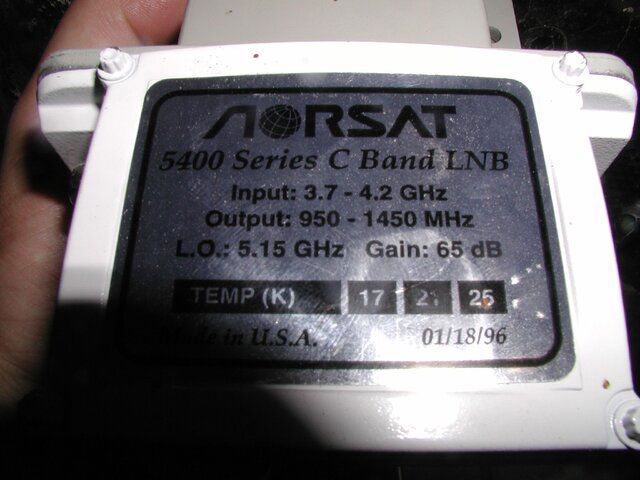 NORSAT
5400 Series C Band LNB
Input: 3.7 - 4.2 GHz
Output: 950 - 1450 MHz
L.O.: 5.15 GHz Gain: 65 dB
TEMP (K) 17 21 25
Made in U.S.A. 01/18/96